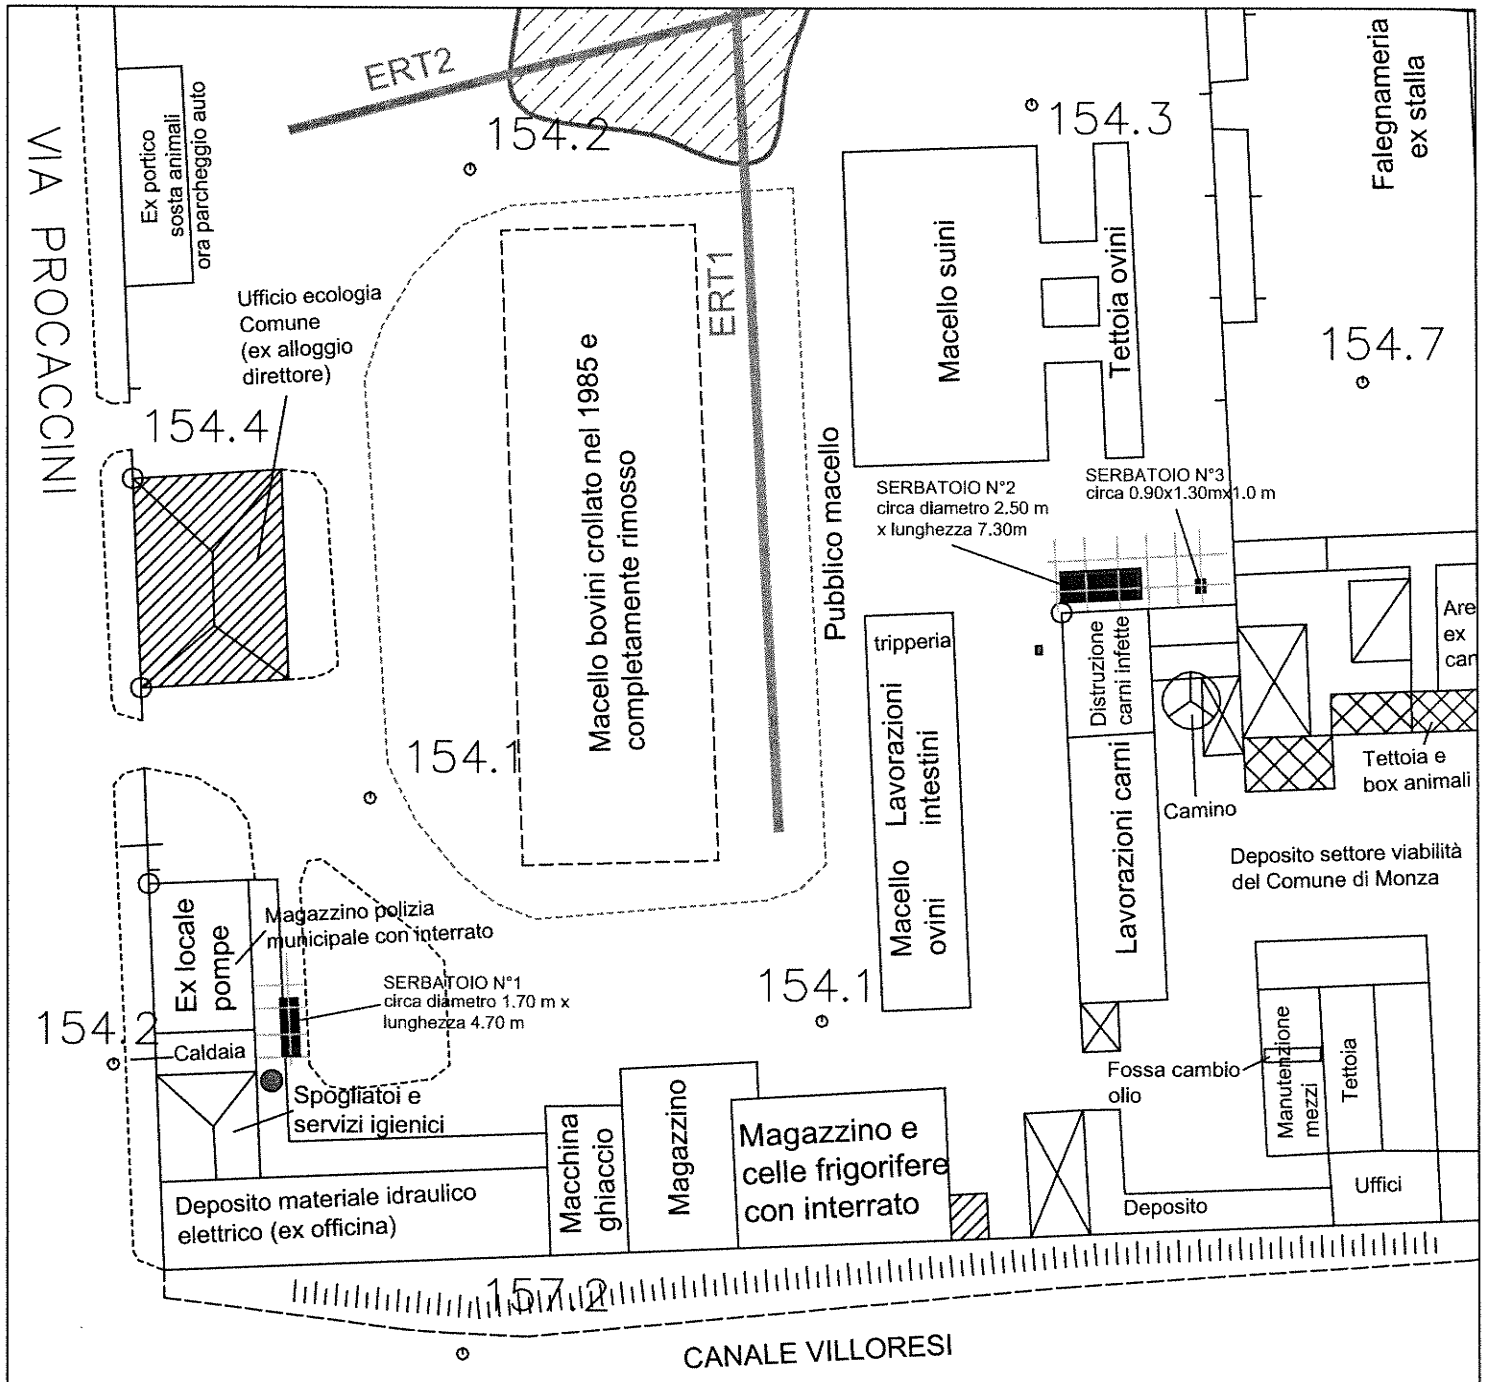 ERT2
154.2
154.3
Falegnameria
ex stalla
VIA PROCACCINI
Ex portico
sosta animali
ora parcheggio auto
Ufficio ecologia
Comune
(ex alloggio
direttore)
ERT1
Macello suini
Tettoia ovini
154.7
154.4
Macello bovini crollato nel 1985 e
completamente rimosso
Pubblico macello
SERBATOIO N°2
circa diametro 2.50 m
x lunghezza 7.30m
SERBATOIO N°3
circa 0.90x1.30mx1.0 m
tripperia
Lavorazioni
intestini
Macello
ovini
Distruzione
carni infette
Lavorazioni carni
Are
ex
can
Tettoia e
box animali
Camino
154.1
Deposito settore viabilità
del Comune di Monza
Ex locale
pompe
Magazzino polizia
municipale con interrato
SERBATOIO N°1
circa diametro 1.70 m x
lunghezza 4.70 m
154.1
154.2
Caldaia
Spogliatoi e
servizi igienici
Fossa cambio
olio
Manutenzione
mezzi
Tettoia
Macchina
ghiaccio
Magazzino
Magazzino e
celle frigorifere
con interrato
Deposito materiale idraulico
elettrico (ex officina)
Deposito
Uffici
157.2
CANALE VILLORESI